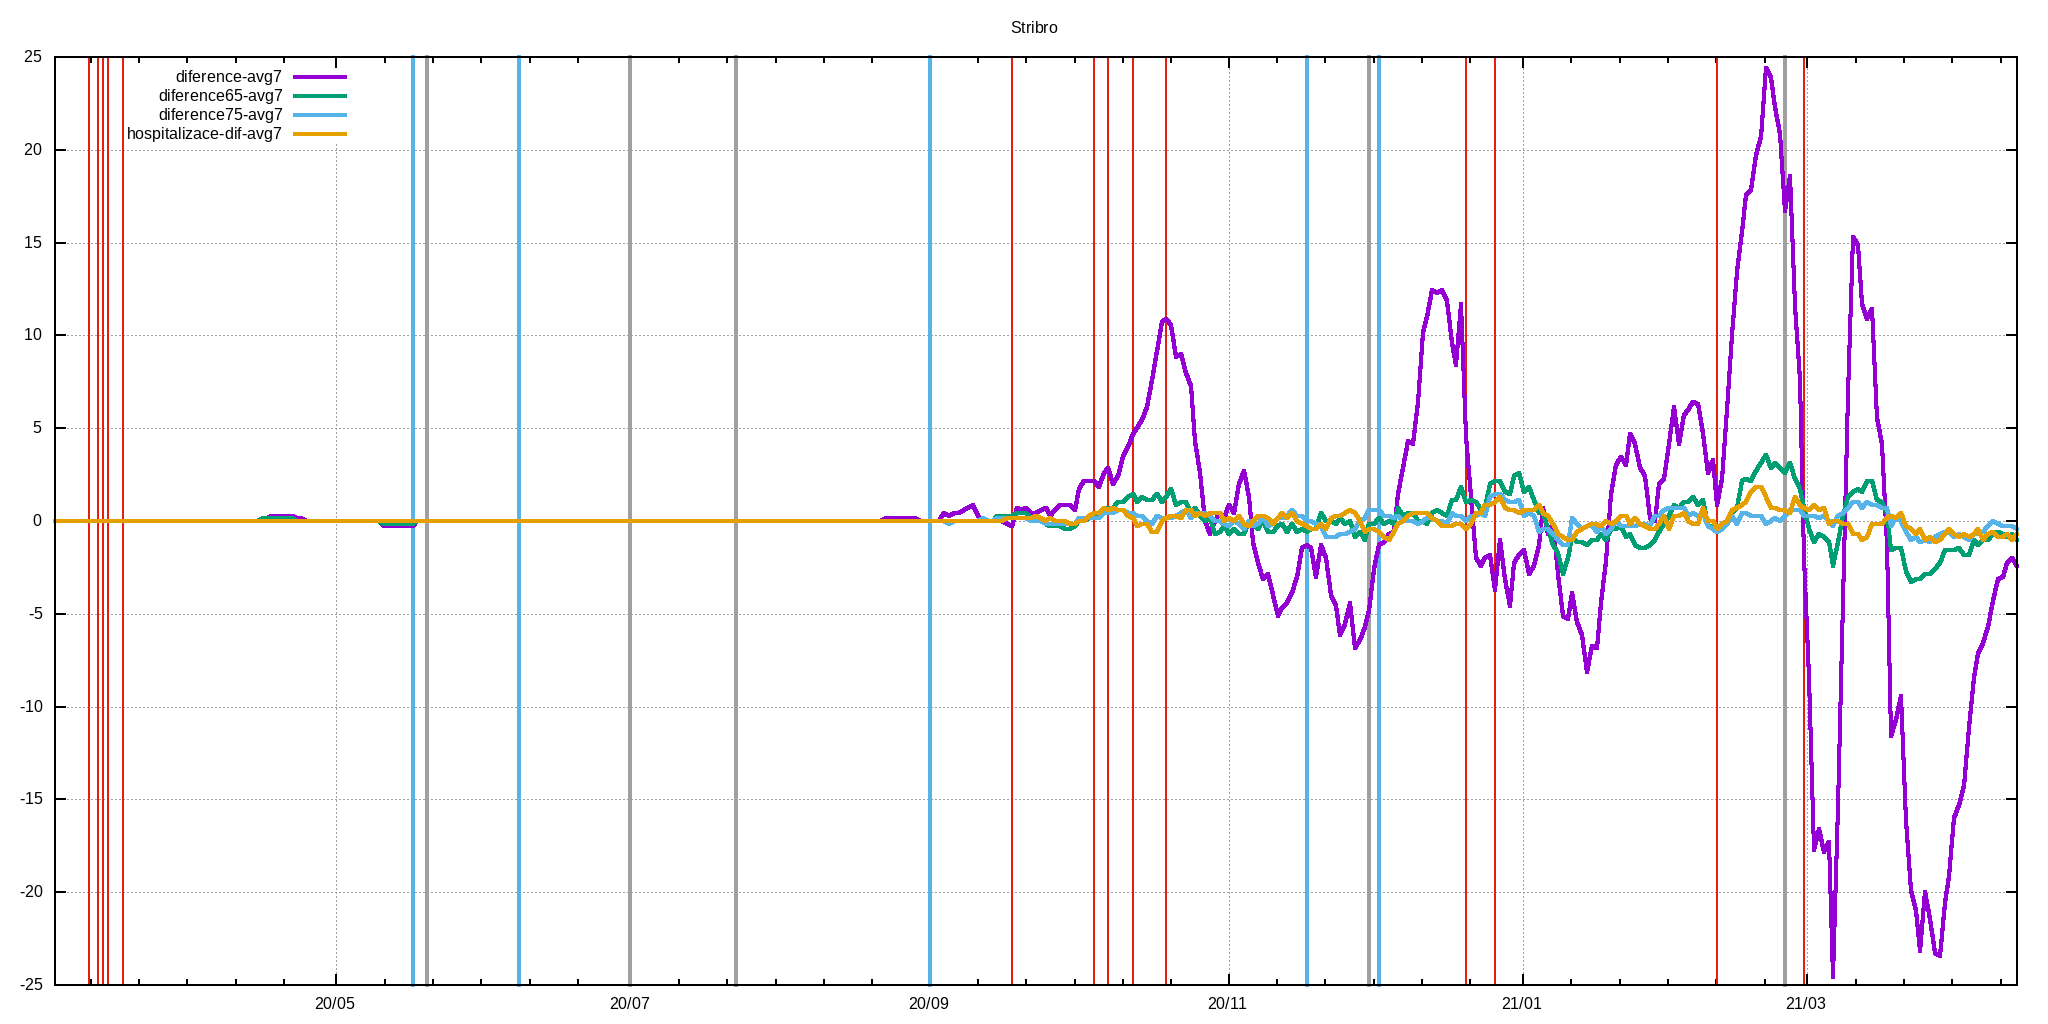 Stribro
diference-avg7
diference65-avg7
diference75-avg7
hospitalizace-dif-avg7
25
20
15
10
5
0
-5
-10
-15
-20
-25
20/05 20/07 20/09 20/11 21/01 21/03